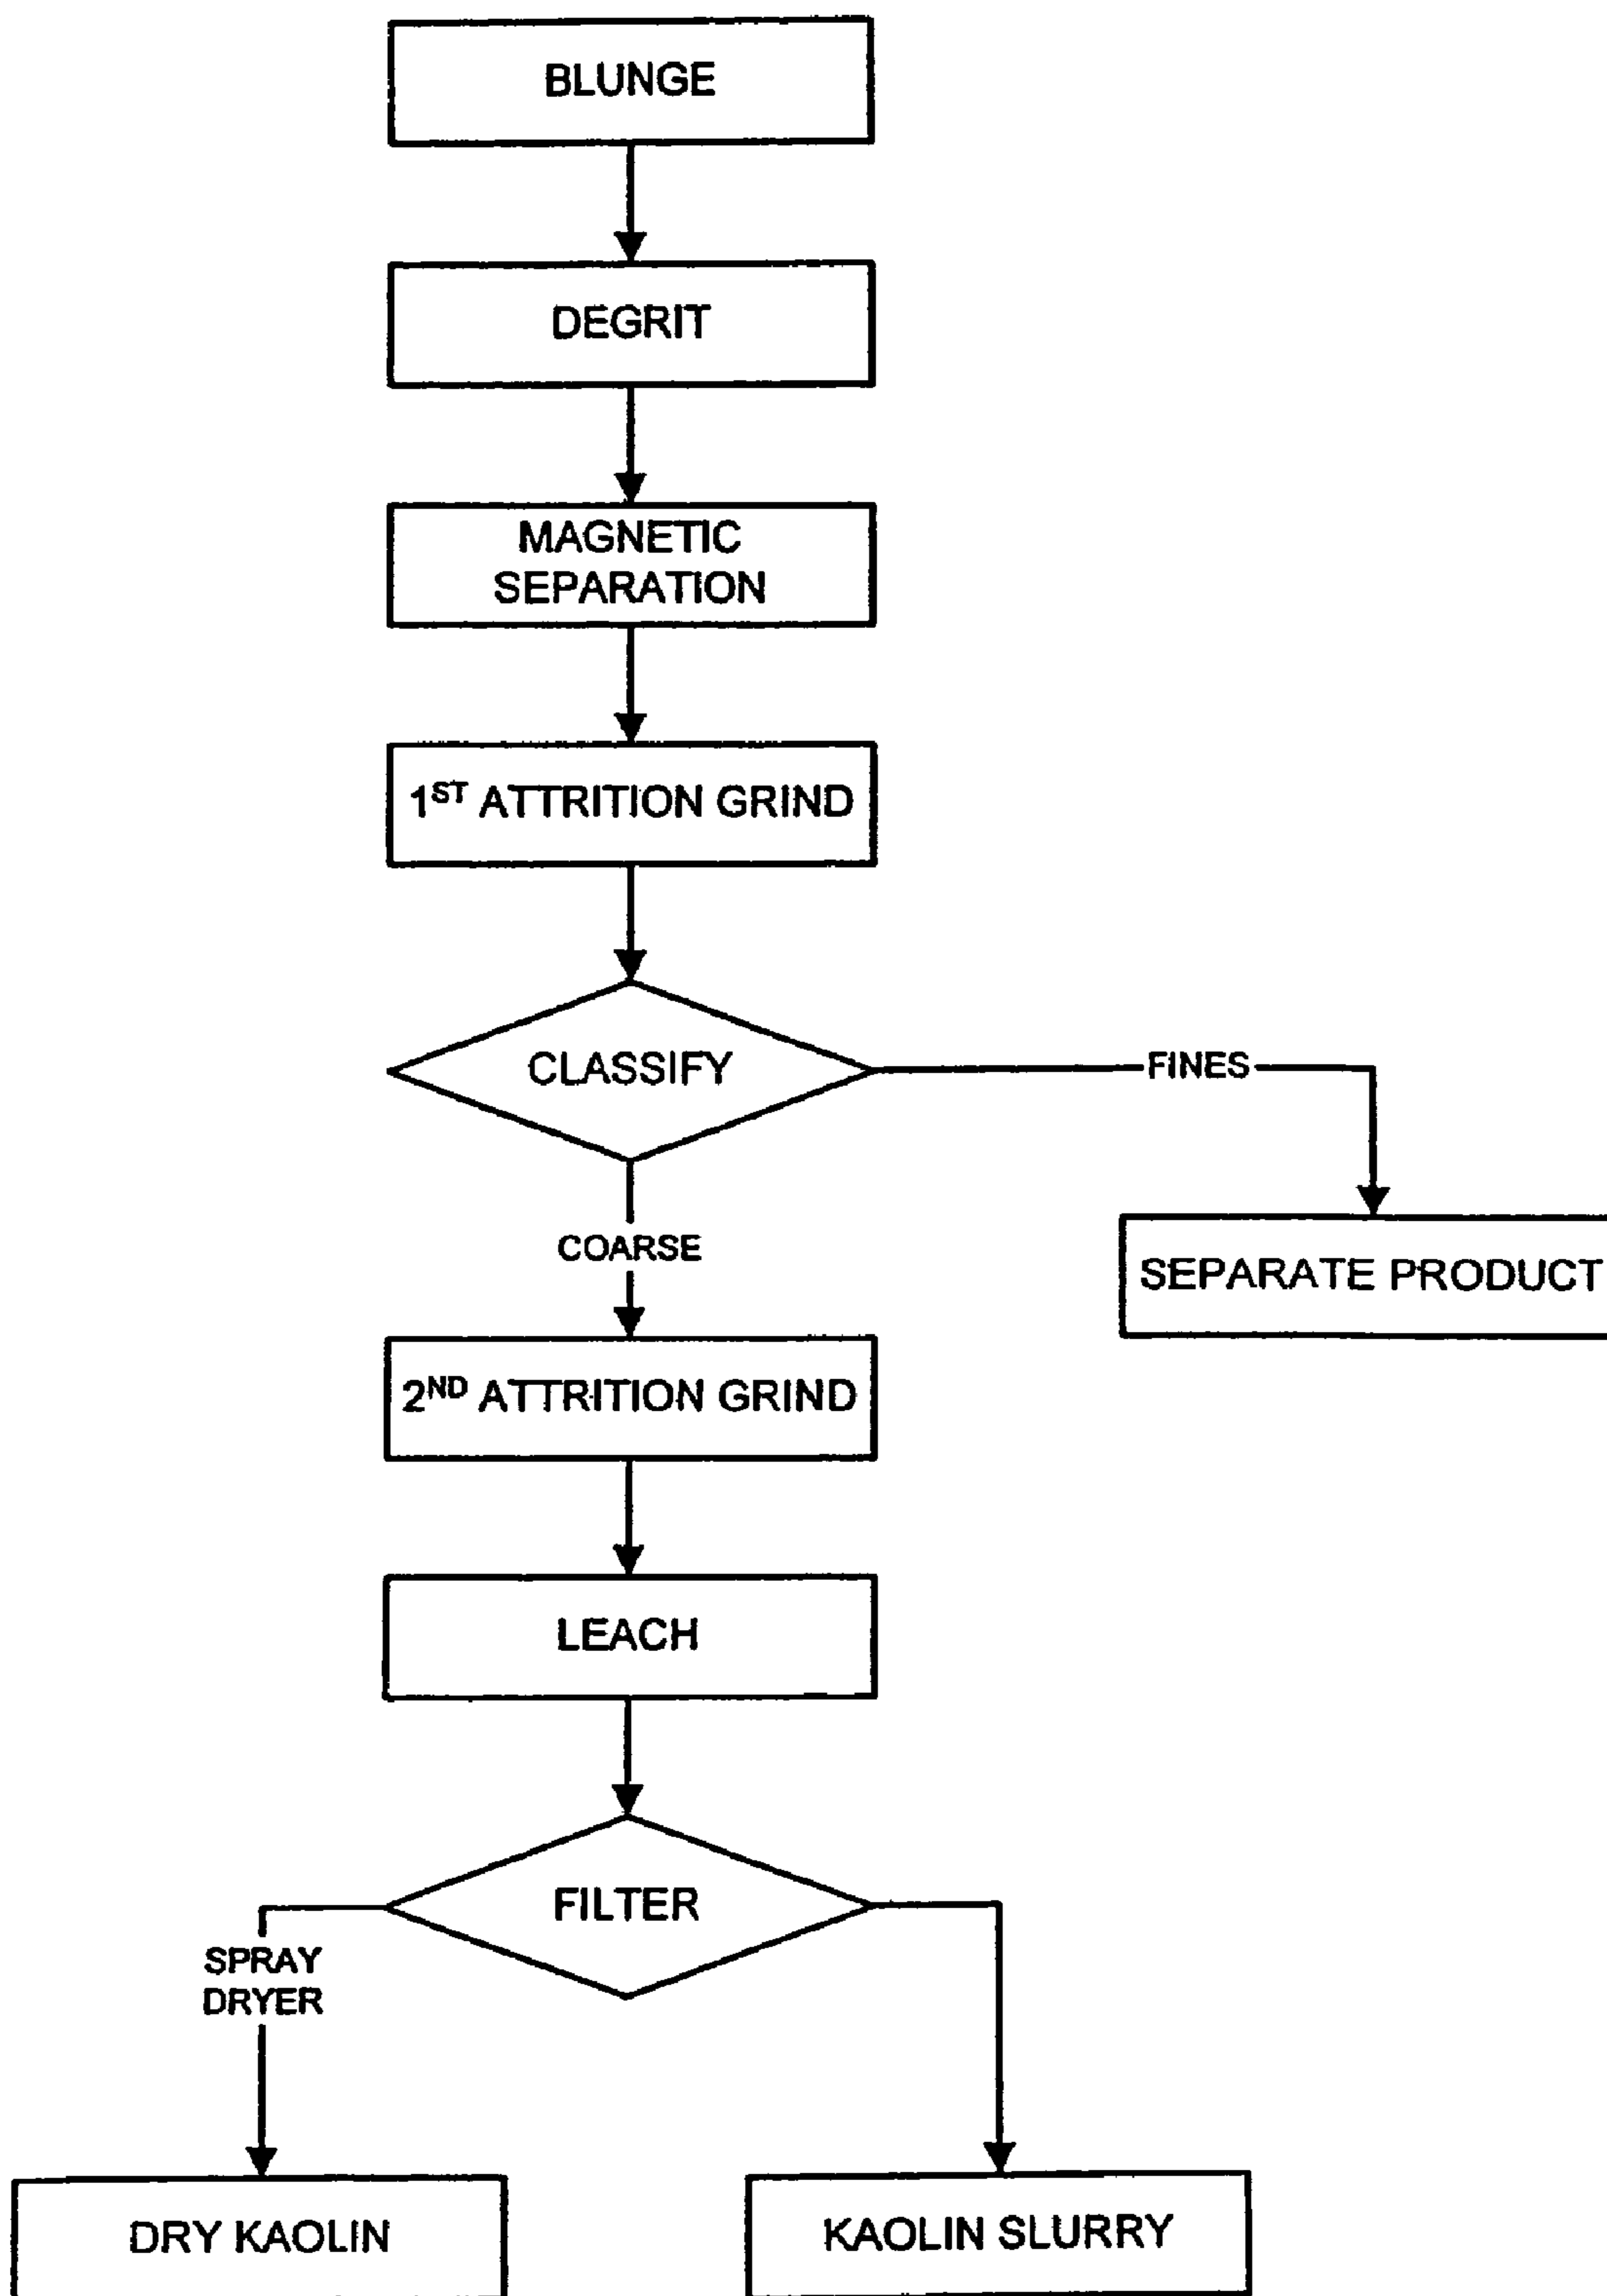 BLUNGE
DEGRIT
MAGNETIC
SEPARATION
1ST ATTRITION GRIND
CLASSIFY
FINES
SEPARATE PRODUCT
COARSE
2ND ATTRITION GRIND
LEACH
FILTER
SPRAY
DRYER
DRY KAOLIN
KAOLIN SLURRY